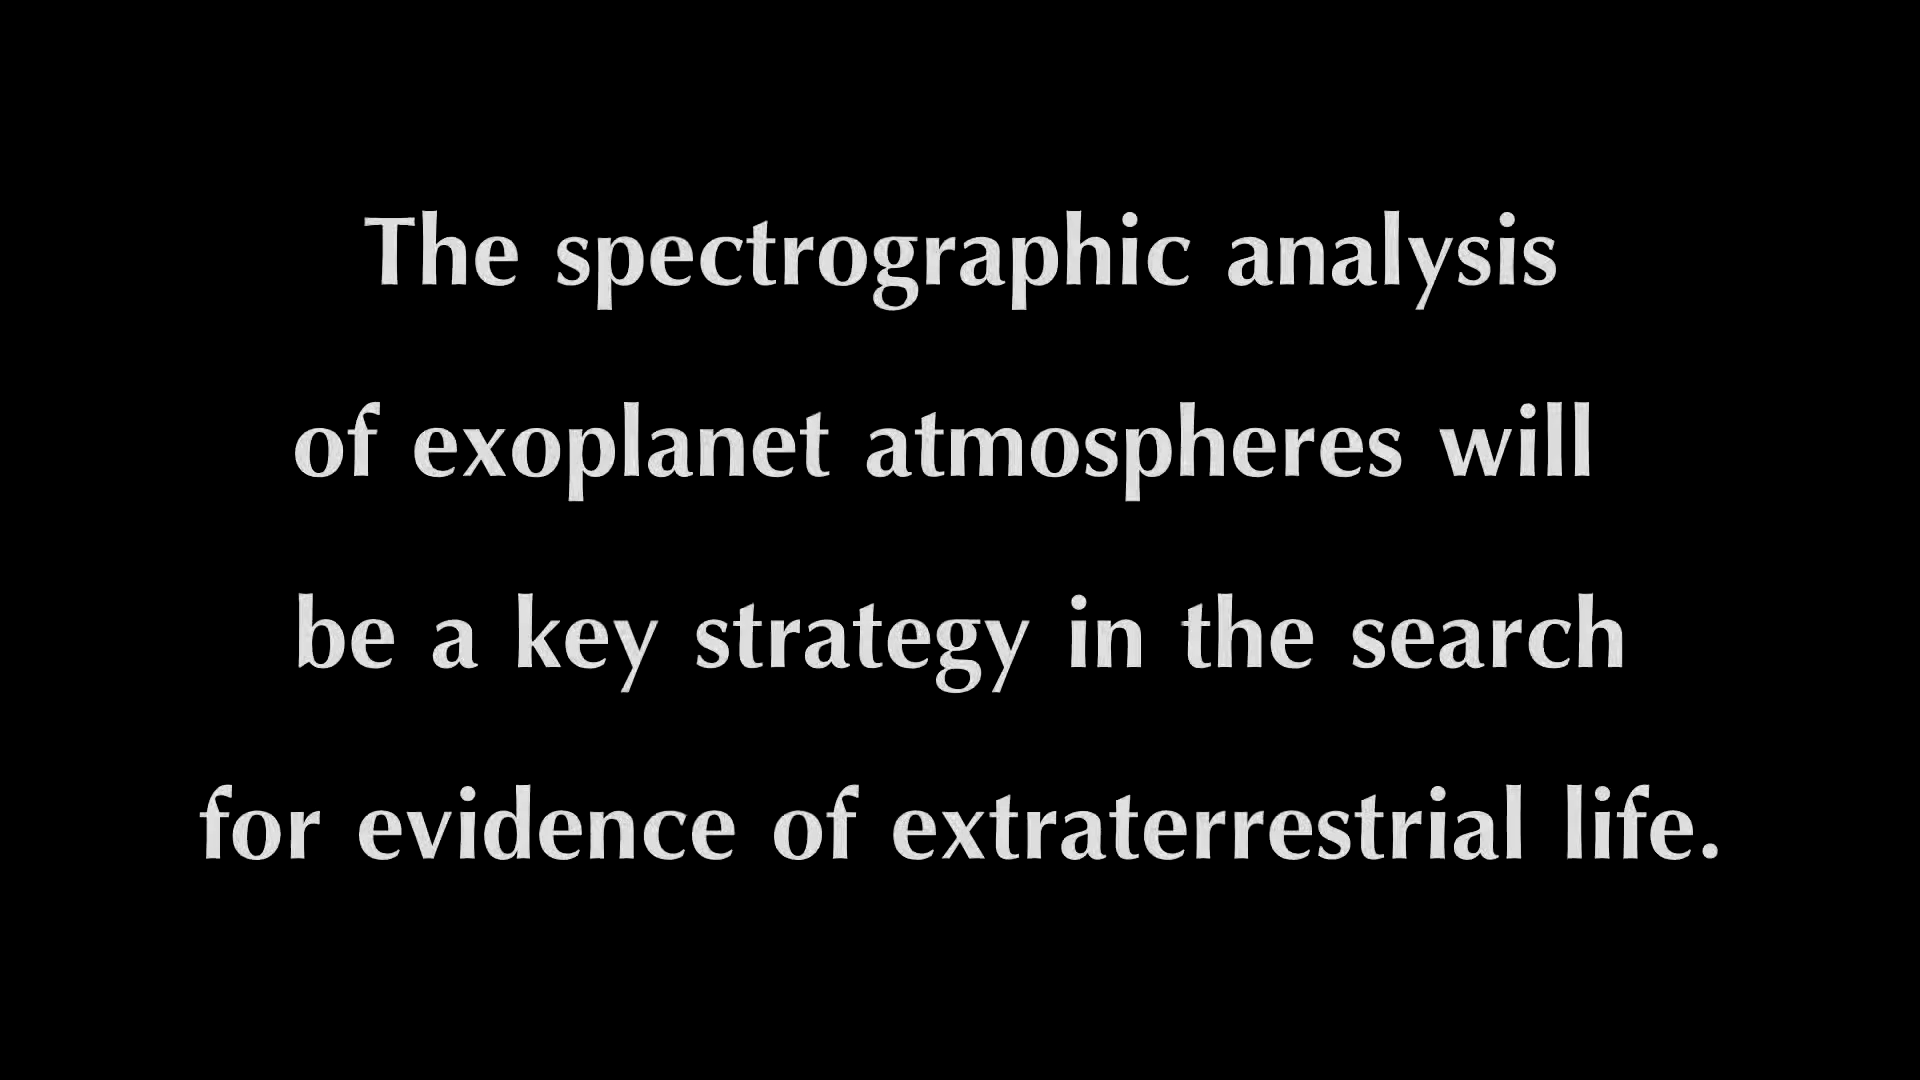 The spectrographic analysis
of exoplanet atmospheres will
be a key strategy in the search
for evidence of extraterrestrial life.